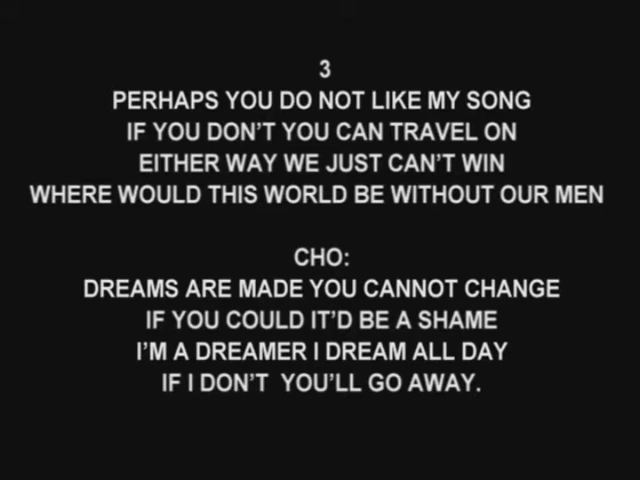 3
PERHAPS YOU DO NOT LIKE MY SONG
IF YOU DON'T YOU CAN TRAVEL ON
EITHER WAY WE JUST CAN'T WIN
WHERE WOULD THIS WORLD BE WITHOUT OUR MEN
CHO:
DREAMS ARE MADE YOU CANNOT CHANGE
IF YOU COULD IT'D BE A SHAME
I'M A DREAMER I DREAM ALL DAY
IF I DON'T  YOU'LL GO AWAY.